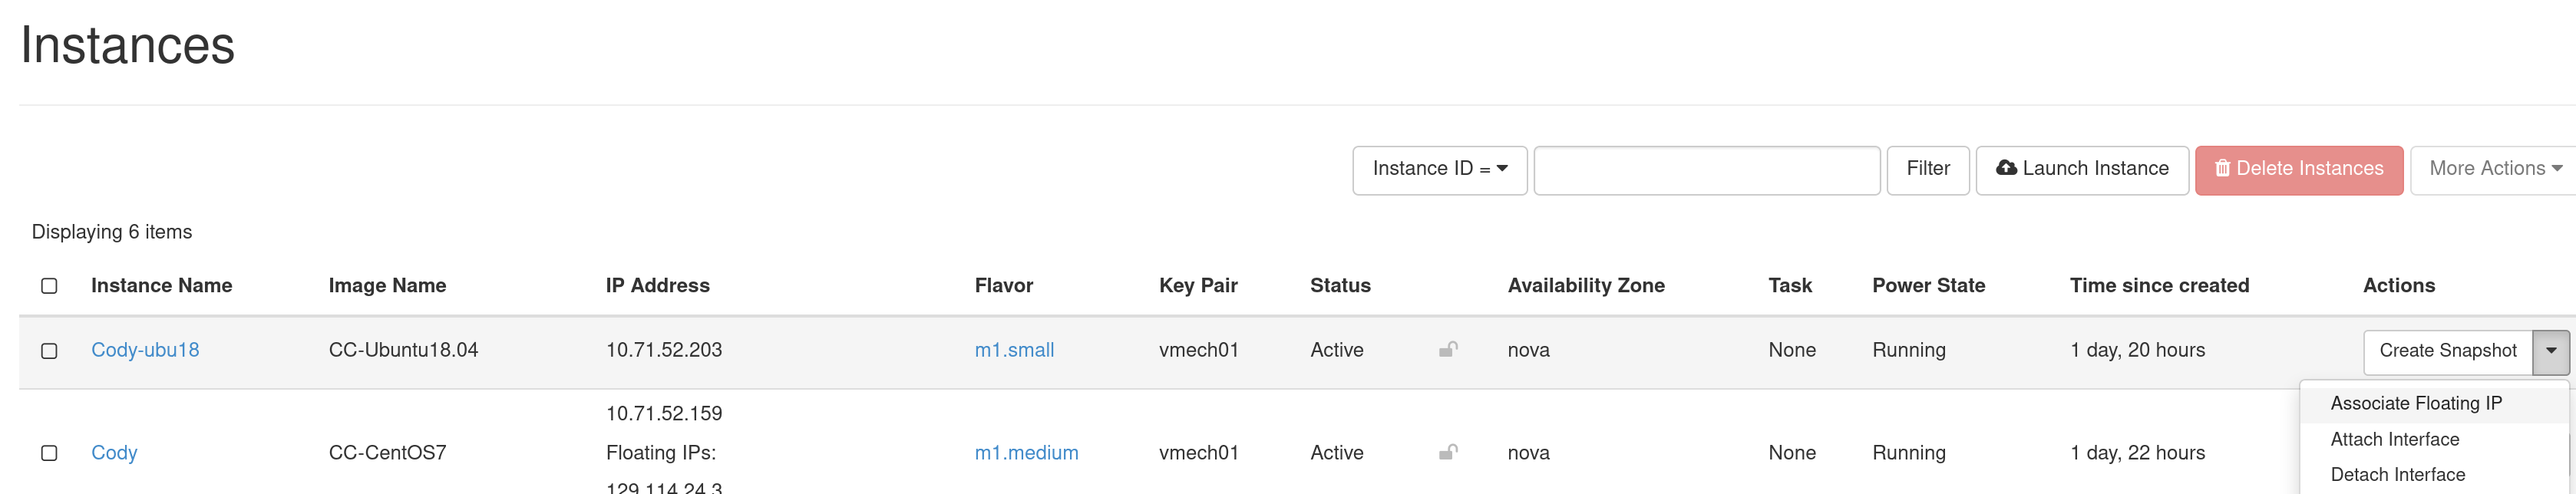 Instances
Instance ID =
Filter
Launch Instance
Delete Instances
More Actions
Displaying 6 items
Instance Name Image Name IP Address Flavor Key Pair Status Availability Zone Task Power State Time since created Actions
Cody-ubu18 CC-Ubuntu18.04 10.71.52.203 m1.small vmech01 Active nova None Running 1 day, 20 hours Create Snapshot
Associate Floating IP
Attach Interface
Detach Interface
10.71.52.159
Cody CC-CentOS7 Floating IPs: m1.medium vmech01 Active nova None Running 1 day, 22 hours
129.114.24.3